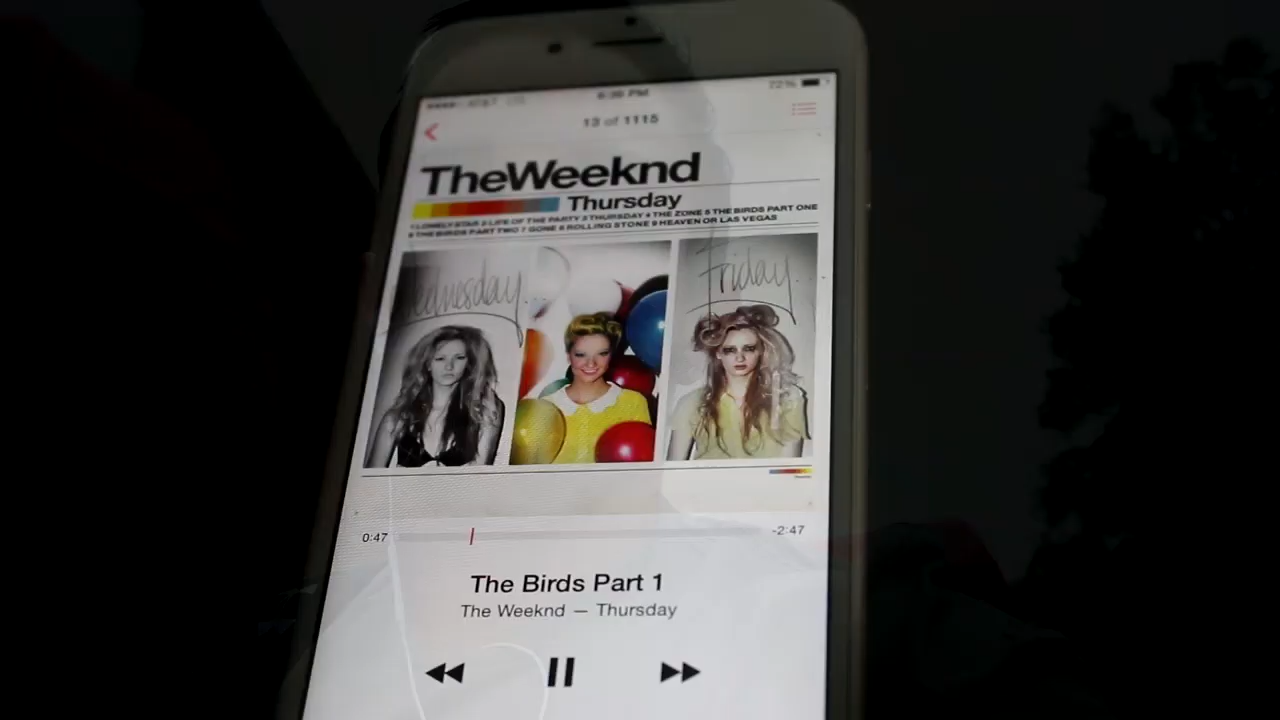 72%
13 of 1115
TheWeeknd
Thursday
1 LONELY STAR 2 LIFE OF THE PARTY 3 THURSDAY 4 THE ZONE 5 THE BIRDS PART ONE
6 THE BIRDS PART TWO 7 GONE 8 ROLLING STONE 9 HEAVEN OR LAS VEGAS
Wednesday
Friday
0:47
-2:47
The Birds Part 1
The Weeknd — Thursday